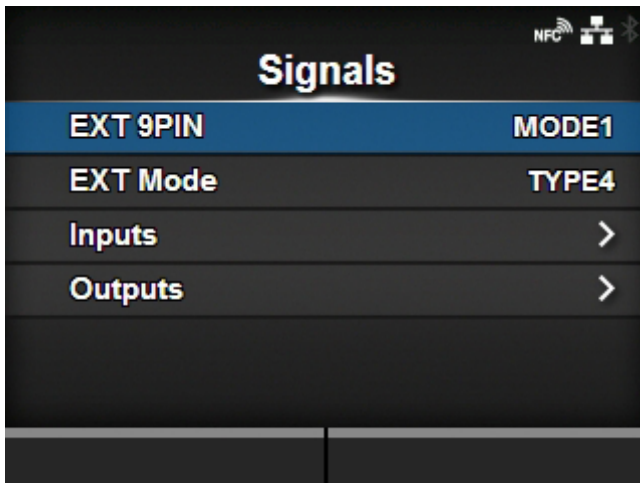 NFC
Signals
EXT 9PIN MODE1
EXT Mode TYPE4
Inputs
Outputs